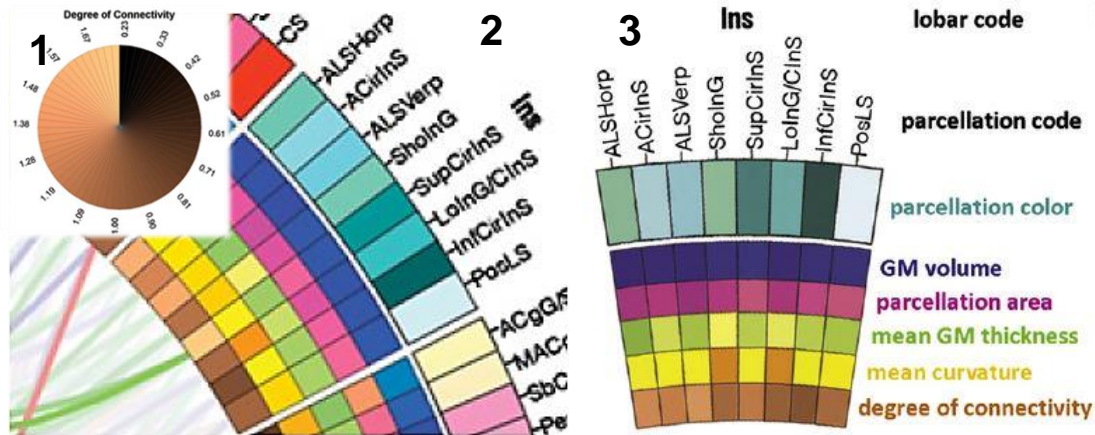 Degree of Connectivity
1
0.23
0.33
0.42
0.52
0.61
0.71
0.81
0.90
1.00
1.09
1.19
1.28
1.38
1.48
1.57
1.67
2
CS
ALSHorp
ACirInS
ALSVerp
ShoInG
SupCirInS
LoInG/CInS
InfCirInS
PosLS
Ins
ACgG/S
MACg
SbC
Pe
3
Ins
lobar code
ALSHorp
ACirInS
ALSVerp
ShoInG
SupCirInS
LoInG/CInS
InfCirInS
PosLS
parcellation code
parcellation color
GM volume
parcellation area
mean GM thickness
mean curvature
degree of connectivity